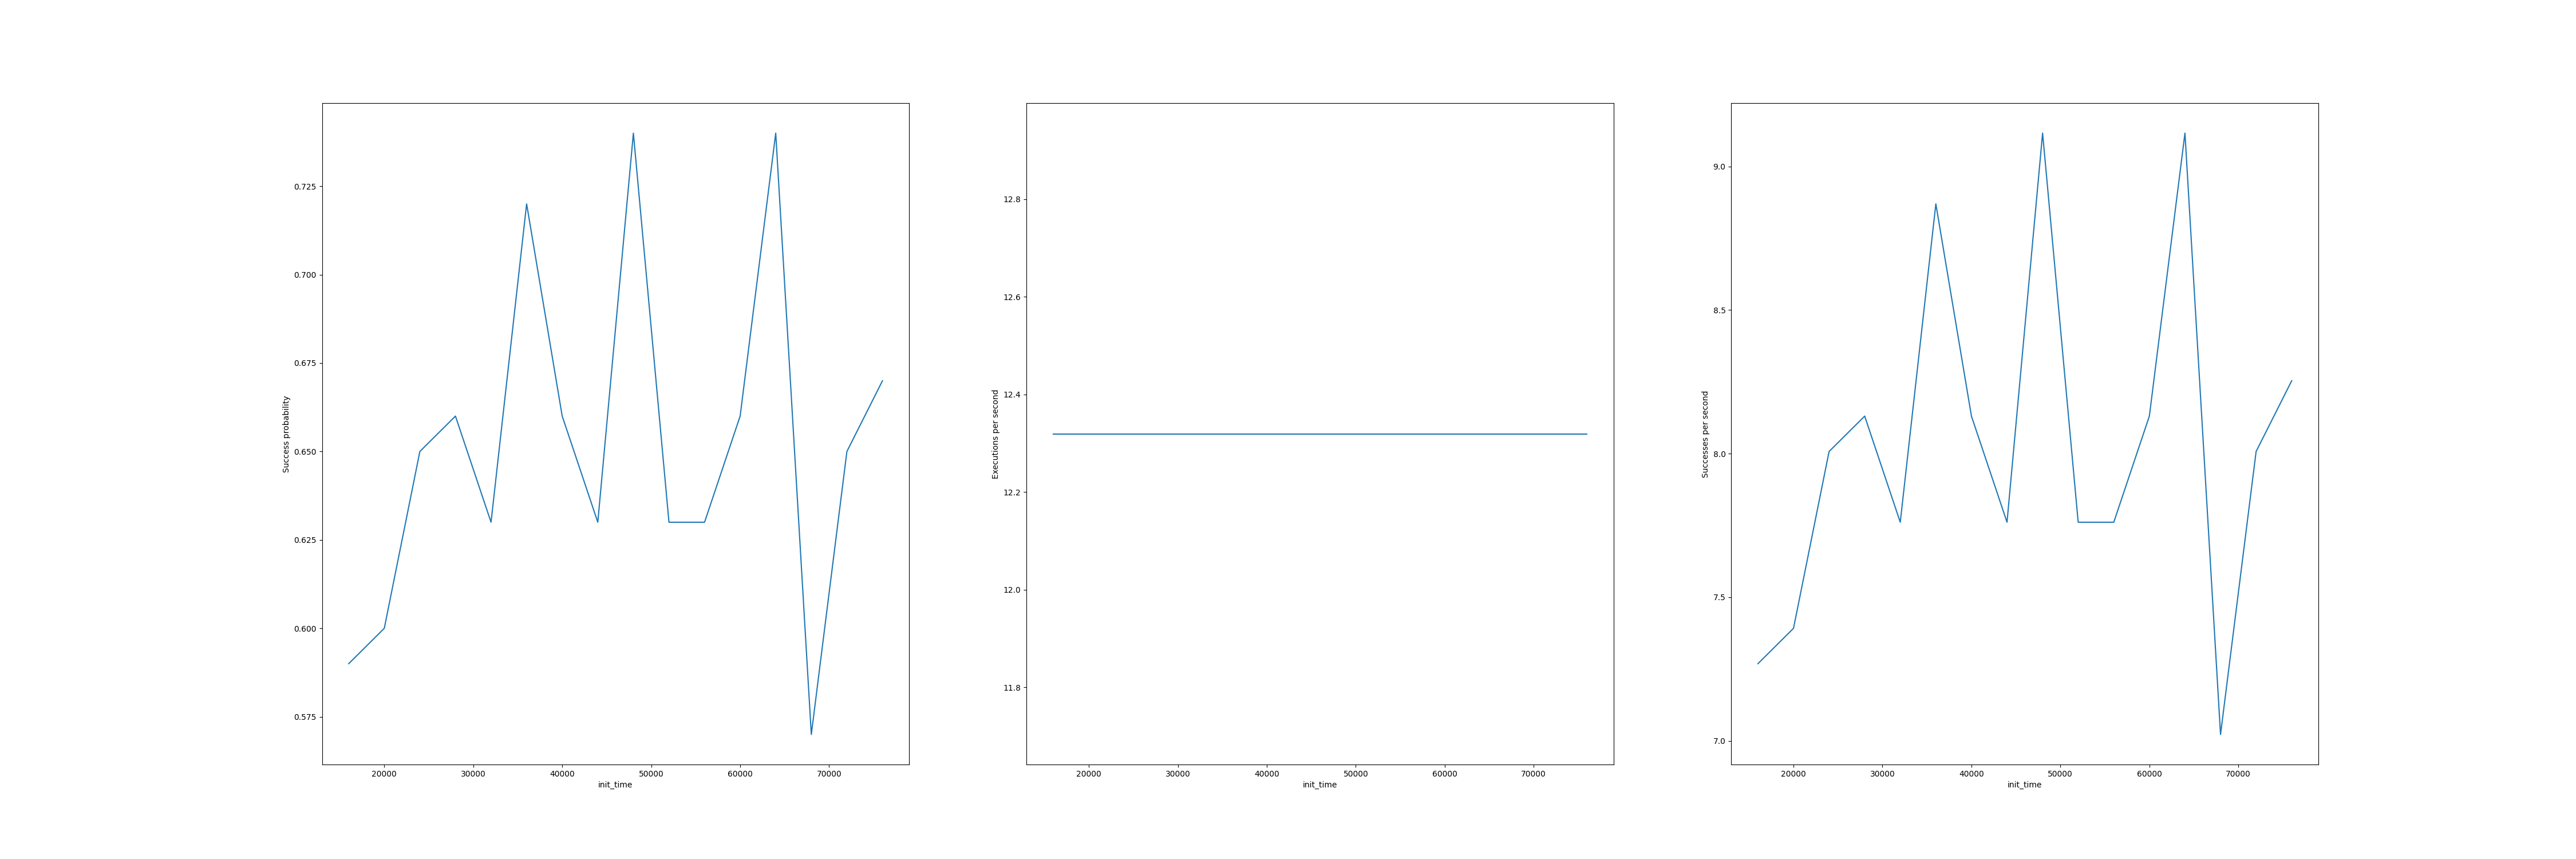 Success probability
0.725
0.700
0.675
0.650
0.625
0.600
0.575
20000 30000 40000 50000 60000 70000
init_time
Executions per second
12.8
12.6
12.4
12.2
12.0
11.8
20000 30000 40000 50000 60000 70000
init_time
Successes per second
9.0
8.5
8.0
7.5
7.0
20000 30000 40000 50000 60000 70000
init_time